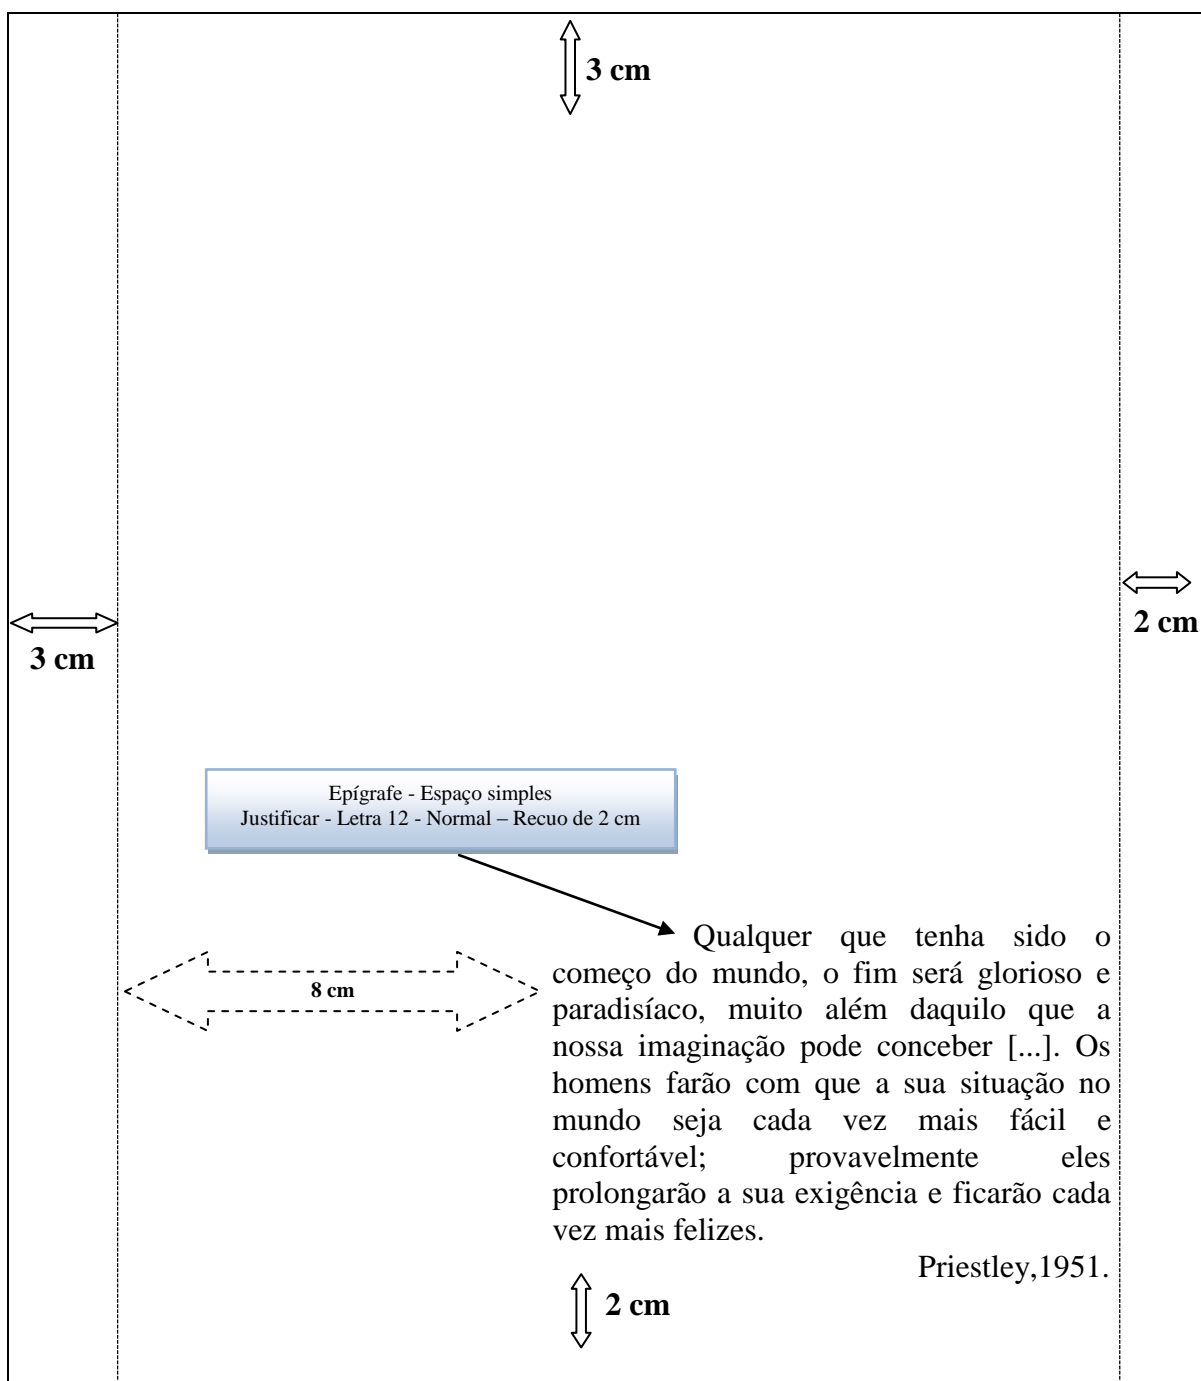 3 cm
2 cm
3 cm
Epígrafe - Espaço simples
Justificar - Letra 12 - Normal – Recuo de 2 cm
8 cm
Qualquer que tenha sido o
começo do mundo, o fim será glorioso e
paradisíaco, muito além daquilo que a
nossa imaginação pode conceber [...]. Os
homens farão com que a sua situação no
mundo seja cada vez mais fácil e
confortável; provavelmente eles
prolongarão a sua exigência e ficarão cada
vez mais felizes.
Priestley,1951.
2 cm